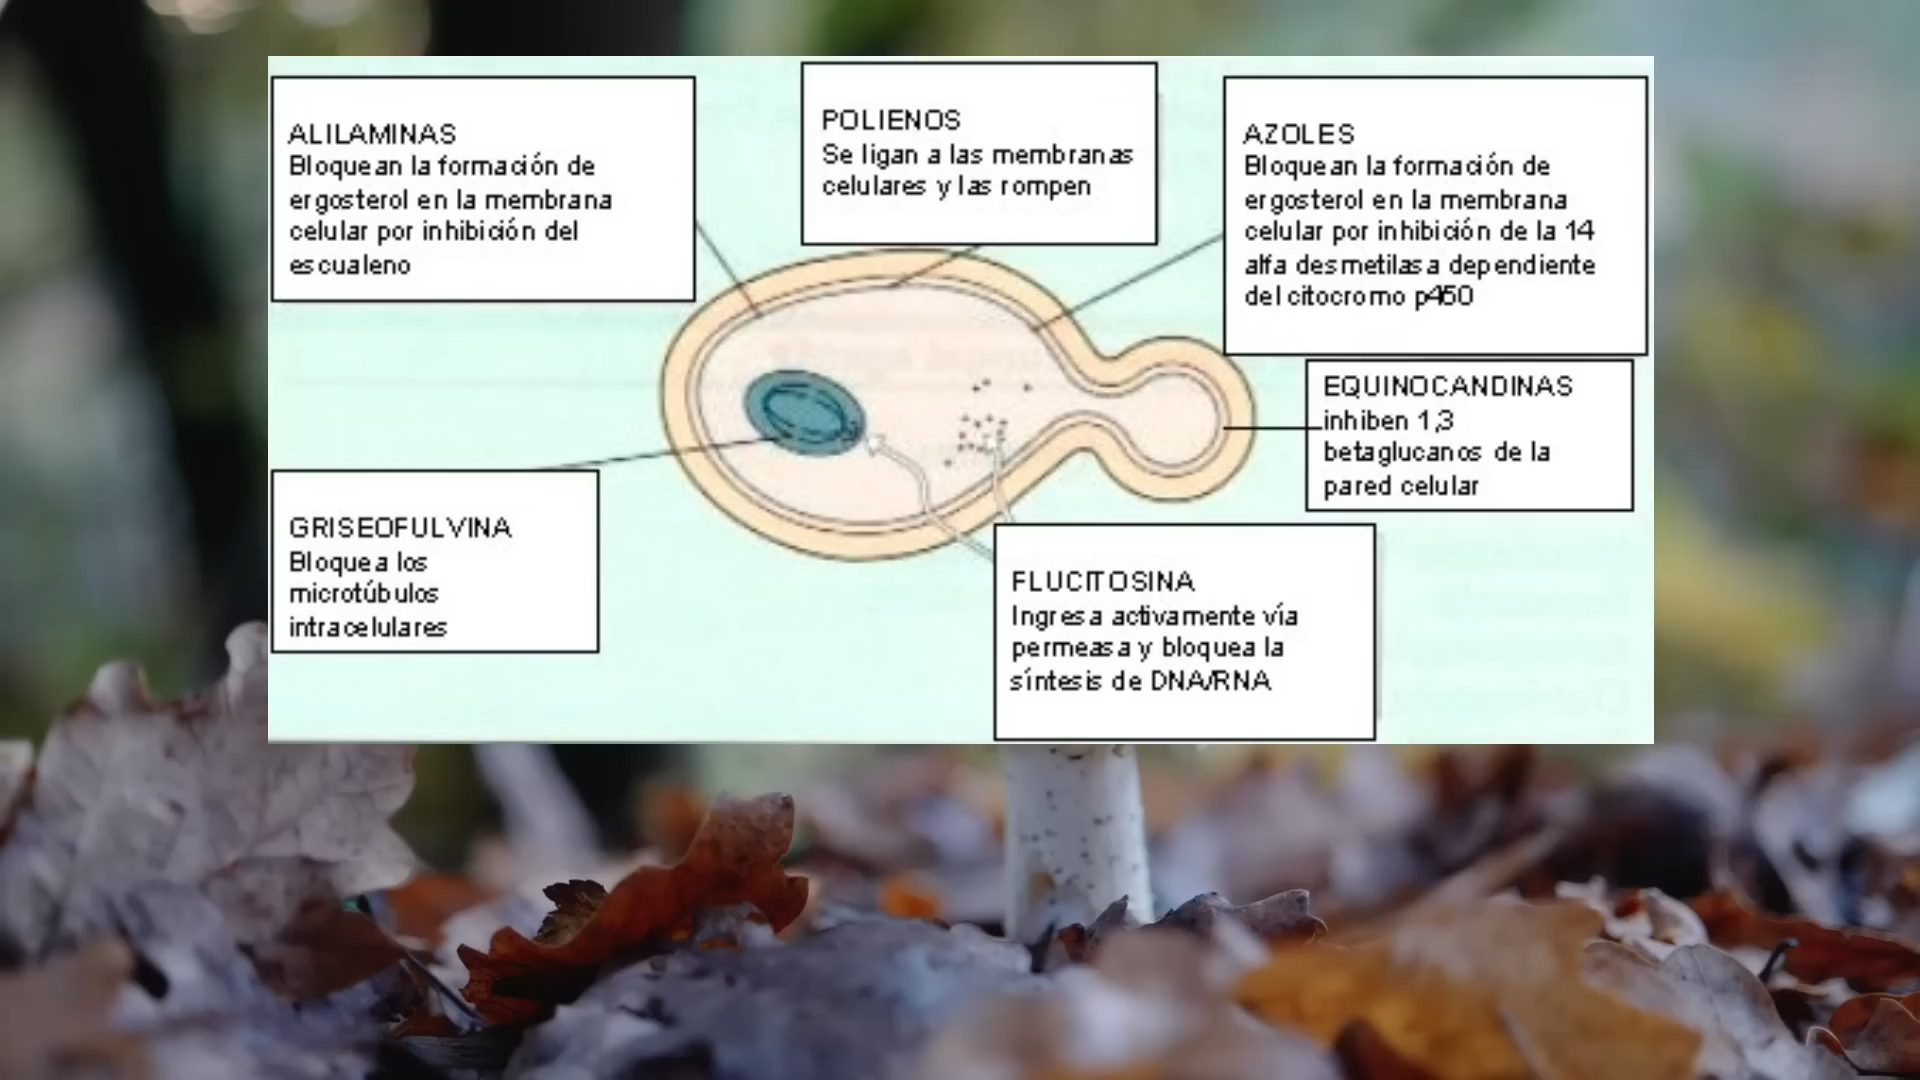 ALILAMINAS
Bloquean la formación de
ergosterol en la membrana
celular por inhibición del
escualeno
POLIENOS
Se ligan a las membranas
celulares y las rompen
AZOLES
Bloquean la formación de
ergosterol en la membrana
celular por inhibición de la 14
alfa desmetilasa dependiente
del citocromo p450
EQUINOCANDINAS
inhiben 1,3
betaglucanos de la
pared celular
GRISEOFULVINA
Bloquea los
microtúbulos
intracelulares
FLUCITOSINA
Ingresa activamente vía
permeasa y bloquea la
síntesis de DNA/RNA